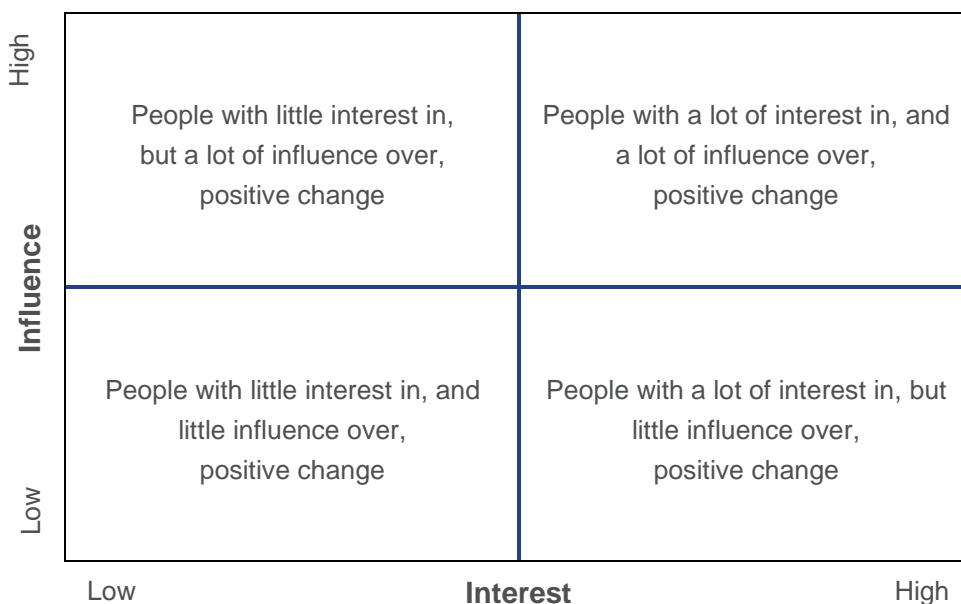 High
People with little interest in,
but a lot of influence over,
positive change
People with a lot of interest in, and
a lot of influence over,
positive change
Influence
People with little interest in, and
little influence over,
positive change
People with a lot of interest in, but
little influence over,
positive change
Low
Low
Interest
High